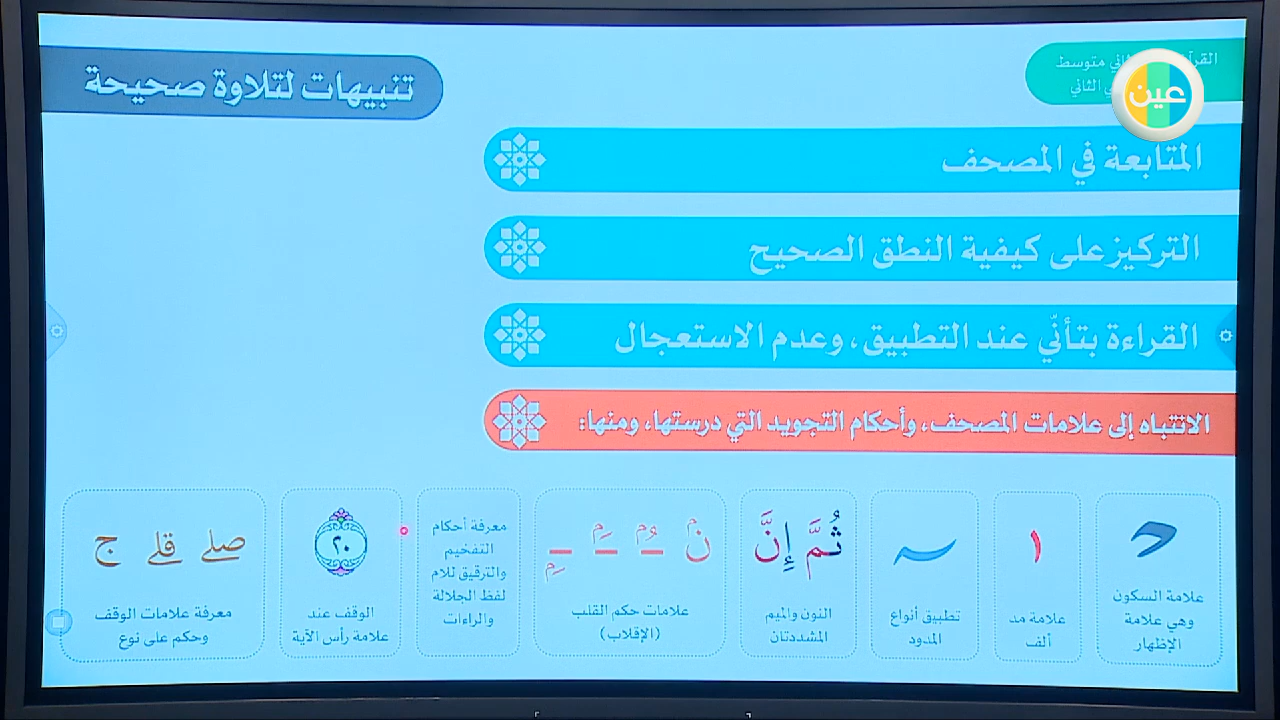 ثاني متوسط
الثاني
عين
تنبيهات لتلاوة صحيحة
المتابعة في المصحف
التركيز على كيفية النطق الصحيح
القراءة بتأنّي عند التطبيق، وعدم الاستعجال
الانتباه إلى علامات المصحف، وأحكام التجويد التي درستها، ومنها:
علامة السكون
وهي علامة
الإظهار
علامة مد
ألف
تطبيق أنواع
المدود
ثُمَّ إِنَّ
النون والميم
المشددتان
علامات حكم القلب
(الإقلاب)
معرفة أحكام
التفخيم
والترقيق للام
لفظ الجلالة
والراءات
٢٠
الوقف عند
علامة رأس الآية
صلے قلے ج
معرفة علامات الوقف
وحكم على نوع